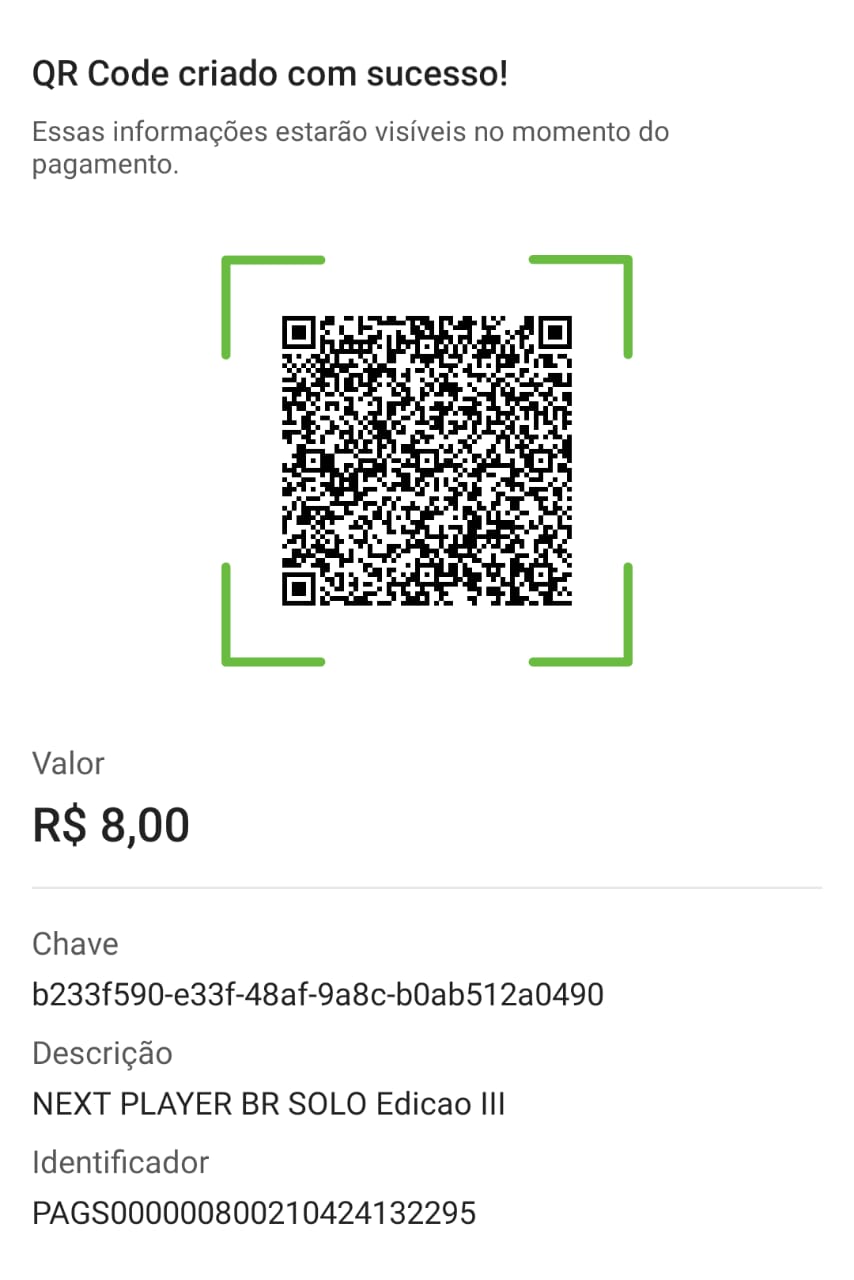 QR Code criado com sucesso!
Essas informações estarão visíveis no momento do
pagamento.
Valor
R$ 8,00
Chave
b233f590-e33f-48af-9a8c-b0ab512a0490
Descrição
NEXT PLAYER BR SOLO Edicao III
Identificador
PAGS000000800210424132295